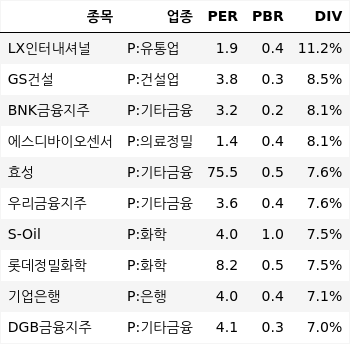 종목 업종 PER PBR DIV
LX인터내셔널 P:유통업 1.9 0.4 11.2%
GS건설 P:건설업 3.8 0.3 8.5%
BNK금융지주 P:기타금융 3.2 0.2 8.1%
에스디바이오센서 P:의료정밀 1.4 0.4 8.1%
효성 P:기타금융 75.5 0.5 7.6%
우리금융지주 P:기타금융 3.6 0.4 7.6%
S-Oil P:화학 4.0 1.0 7.5%
롯데정밀화학 P:화학 8.2 0.5 7.5%
기업은행 P:은행 4.0 0.4 7.1%
DGB금융지주 P:기타금융 4.1 0.3 7.0%